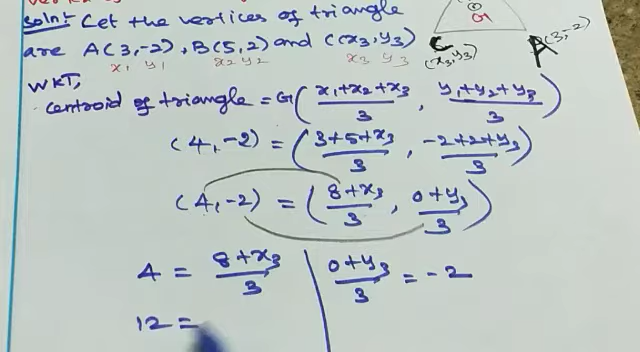 Soln:- Let the vertices of triangle
are A(3,-2), B(5,2) and C(x₃,y₃)
x₁ y₁ x₂ y₂ x₃ y₃
G
C
(x₃,y₃)
A(3,-2)
WKT,
centroid of triangle = G((x₁+x₂+x₃)/3, (y₁+y₂+y₃)/3)
(4,-2) = ((3+5+x₃)/3, (-2+2+y₃)/3)
(4,-2) = ((8+x₃)/3, (0+y₃)/3)
4 = (8+x₃)/3 | (0+y₃)/3 = -2
12 =